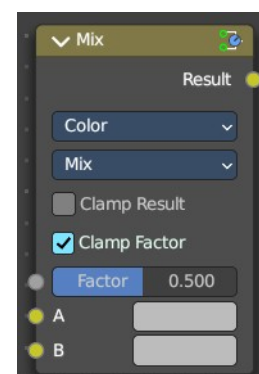 Mix
Result
Color
Mix
Clamp Result
Clamp Factor
Factor 0.500
A
B